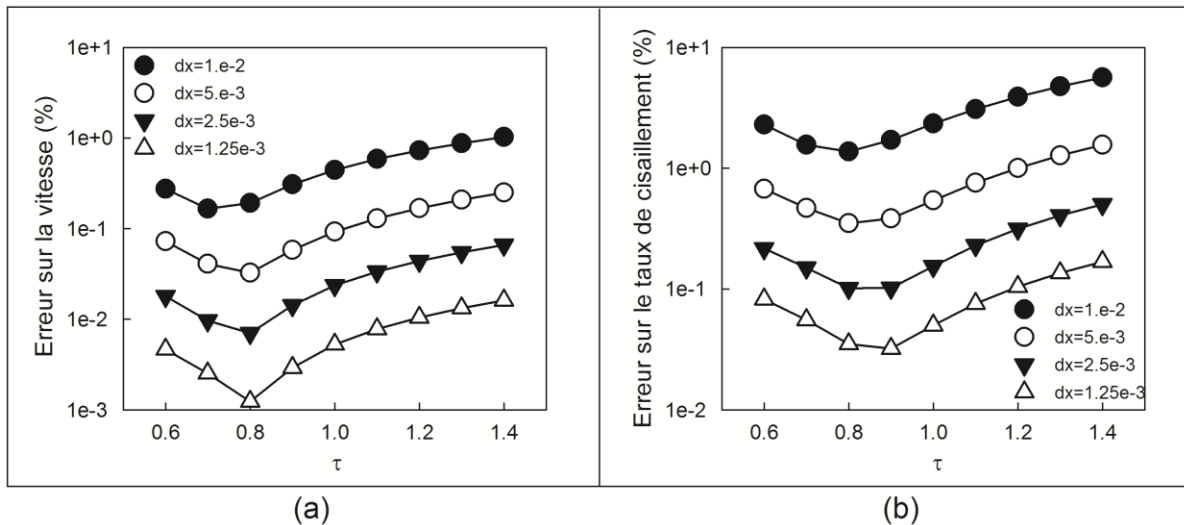 Erreur sur la vitesse (%)
1e+1
1e+0
1e-1
1e-2
1e-3
dx=1.e-2
dx=5.e-3
dx=2.5e-3
dx=1.25e-3
0.6 0.8 1.0 1.2 1.4
τ
(a)
Erreur sur le taux de cisaillement (%)
1e+1
1e+0
1e-1
1e-2
dx=1.e-2
dx=5.e-3
dx=2.5e-3
dx=1.25e-3
0.6 0.8 1.0 1.2 1.4
τ
(b)